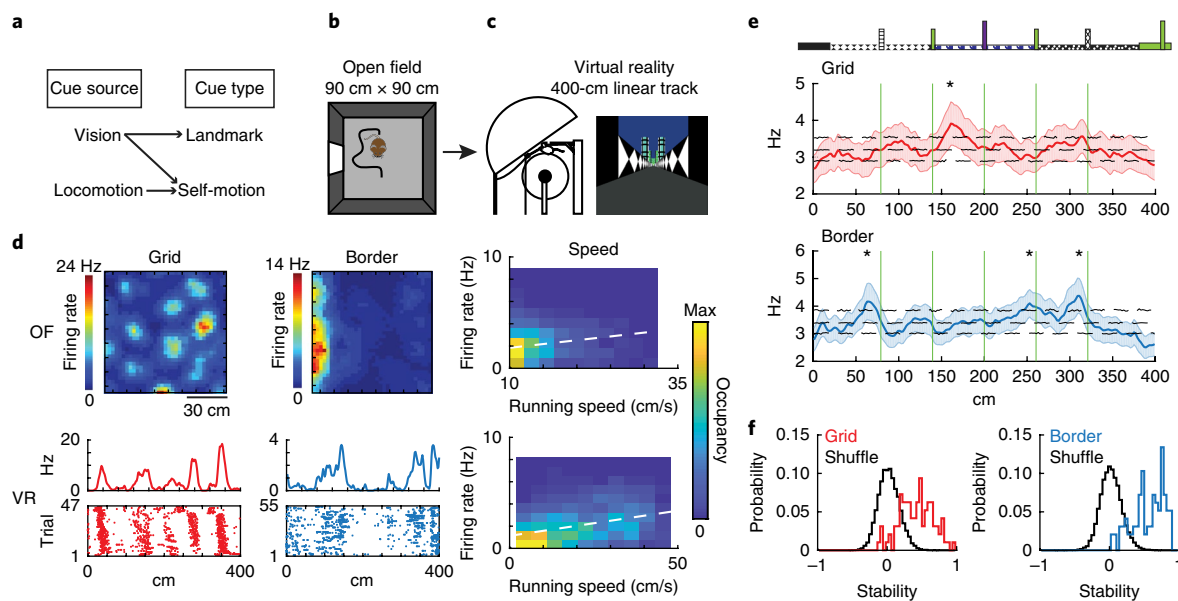 a
Cue source
Cue type
Vision
Landmark
Locomotion
Self-motion
b
Open field
90 cm × 90 cm
c
Virtual reality
400-cm linear track
d
Grid
Border
Speed
OF
24 Hz
Firing rate
0
30 cm
14 Hz
Firing rate
0
10
Firing rate (Hz)
0
10
35
Running speed (cm/s)
Max
Occupancy
0
VR
20
Hz
0
47
Trial
1
0
400
cm
4
0
55
1
0
400
cm
10
Firing rate (Hz)
0
0
50
Running speed (cm/s)
e
Grid
*
5
4
3
2
Hz
0 50 100 150 200 250 300 350 400
Border
* * *
6
5
4
3
2
Hz
0 50 100 150 200 250 300 350 400
cm
f
Grid
Shuffle
0.15
0.10
0.05
0
Probability
−1 0 1
Stability
Border
Shuffle
0.15
0.10
0.05
0
Probability
−1 0 1
Stability